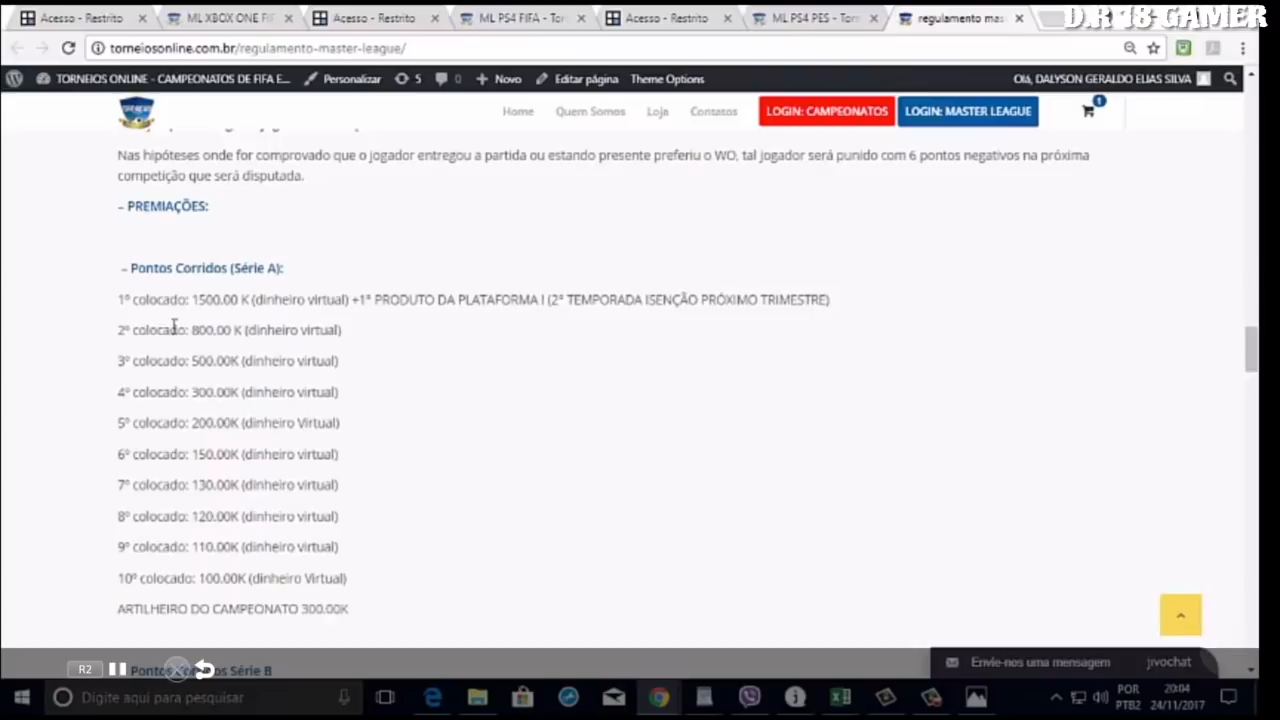 Acesso - Restrito
ML XBOX ONE FIF
Acesso - Restrito
ML PS4 FIFA - Torn
Acesso - Restrito
ML PS4 PES - Torn
regulamento mas
D.R 18 GAMER
torneiosonline.com.br/regulamento-master-league/
TORNEIOS ONLINE - CAMPEONATOS DE FIFA E...
Personalizar
5
0
Novo
Editar página
Theme Options
Olá, DALYSON GERALDO ELIAS SILVA
Home
Quem Somos
Loja
Contatos
LOGIN: CAMPEONATOS
LOGIN: MASTER LEAGUE
1
Nas hipóteses onde for comprovado que o jogador entregou a partida ou estando presente preferiu o WO, tal jogador será punido com 6 pontos negativos na próxima
competição que será disputada.
– PREMIAÇÕES:
– Pontos Corridos (Série A):
1º colocado: 1500.00 K (dinheiro virtual) +1ª PRODUTO DA PLATAFORMA I (2ª TEMPORADA ISENÇÃO PRÓXIMO TRIMESTRE)
2º colocado: 800.00 K (dinheiro virtual)
3º colocado: 500.00K (dinheiro virtual)
4º colocado: 300.00K (dinheiro virtual)
5º colocado: 200.00K (dinheiro Virtual)
6º colocado: 150.00K (dinheiro virtual)
7º colocado: 130.00K (dinheiro virtual)
8º colocado: 120.00K (dinheiro virtual)
9º colocado: 110.00K (dinheiro virtual)
10º colocado: 100.00K (dinheiro Virtual)
ARTILHEIRO DO CAMPEONATO 300.00K
Pontos Corridos Série B
R2
Envie-nos uma mensagem
jivochat
Digite aqui para pesquisar
POR
PTB2
20:04
24/11/2017